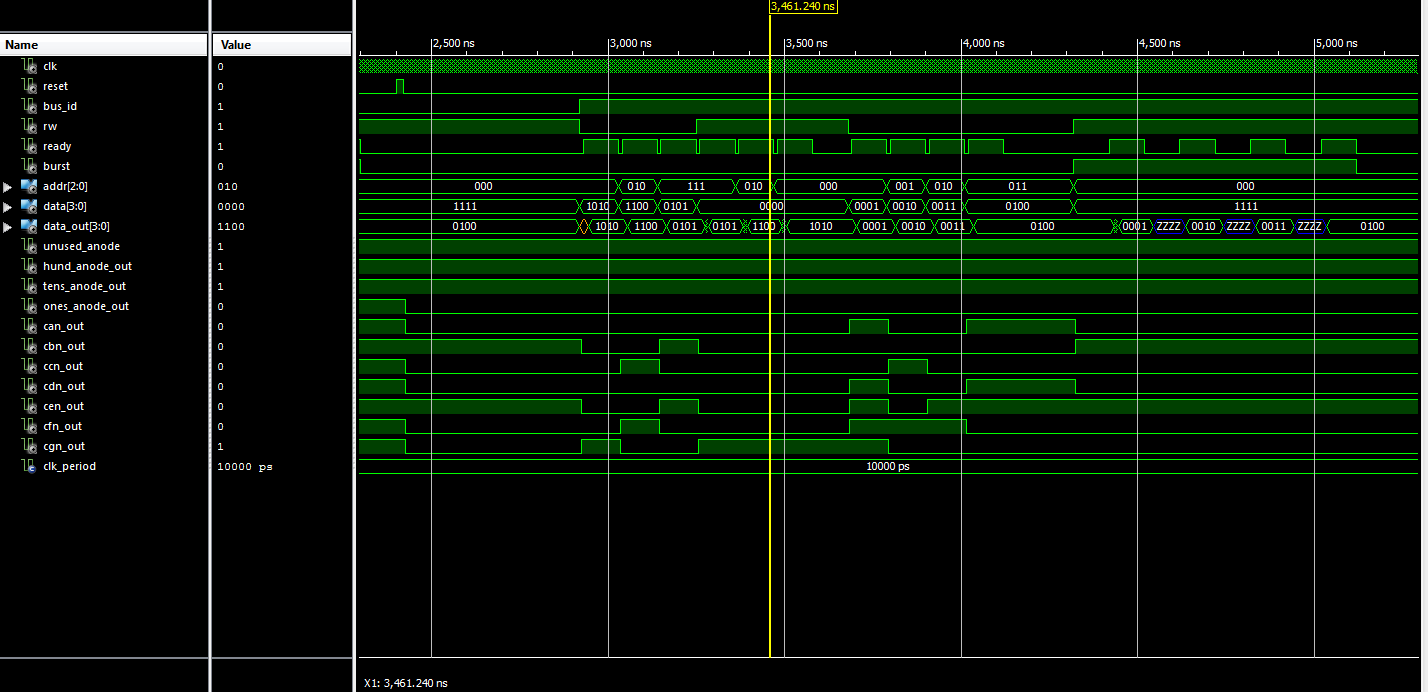 3,461.240 ns
Name Value 2,500 ns 3,000 ns 3,500 ns 4,000 ns 4,500 ns 5,000 ns
clk 0
reset 0
bus_id 1
rw 1
ready 1
burst 0
addr[2:0] 010 000 010 111 010 000 001 010 011 000
data[3:0] 0000 1111 1010 1100 0101 0000 0001 0010 0011 0100 1111
data_out[3:0] 1100 0100 1010 1100 0101 0101 1100 1010 0001 0010 0011 0100 0001 ZZZZ 0010 ZZZZ 0011 ZZZZ 0100
unused_anode 1
hund_anode_out 1
tens_anode_out 1
ones_anode_out 0
can_out 0
cbn_out 0
ccn_out 0
cdn_out 0
cen_out 0
cfn_out 0
cgn_out 1
clk_period 10000 ps 10000 ps
X1: 3,461.240 ns